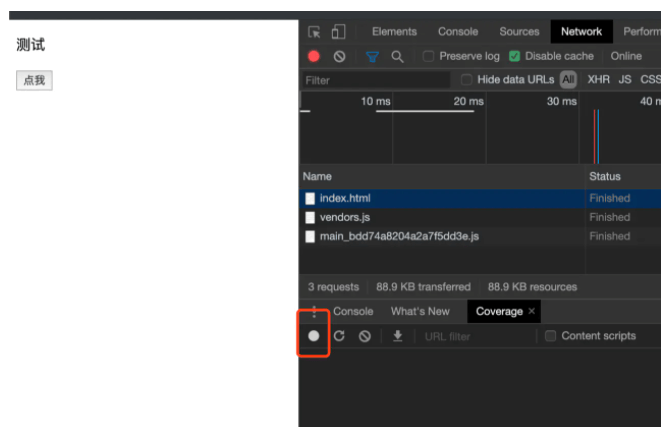 测试
点我
Elements Console Sources Network Perform
Preserve log Disable cache Online
Filter Hide data URLs All XHR JS CSS
10 ms 20 ms 30 ms 40 m
Name Status
index.html Finished
vendors.js Finished
main_bdd74a8204a2a7f5dd3e.js Finished
3 requests 88.9 KB transferred 88.9 KB resources
Console What's New Coverage ×
URL filter Content scripts